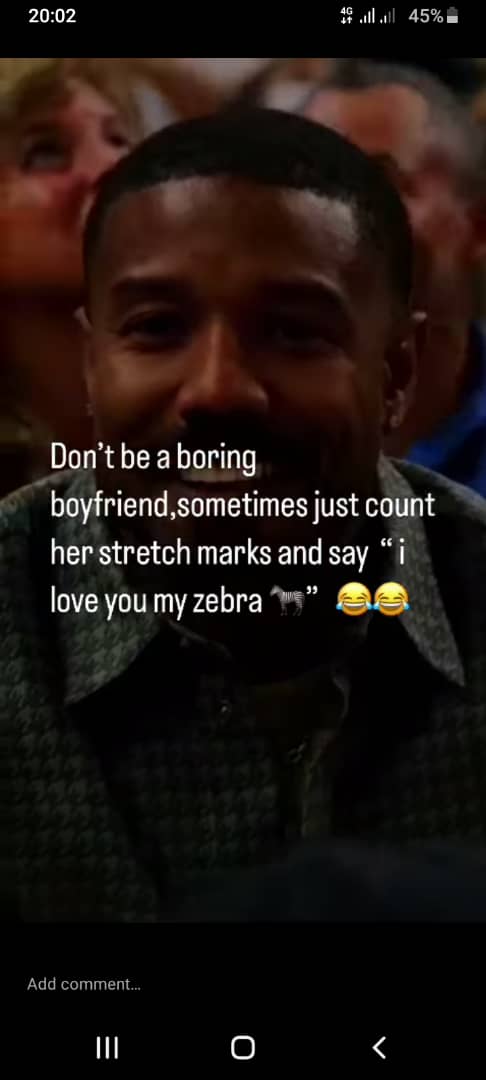 20:02
4G
45%
Don’t be a boring
boyfriend,sometimes just count
her stretch marks and say “ i
love you my zebra 🦓” 😂😂
Add comment...